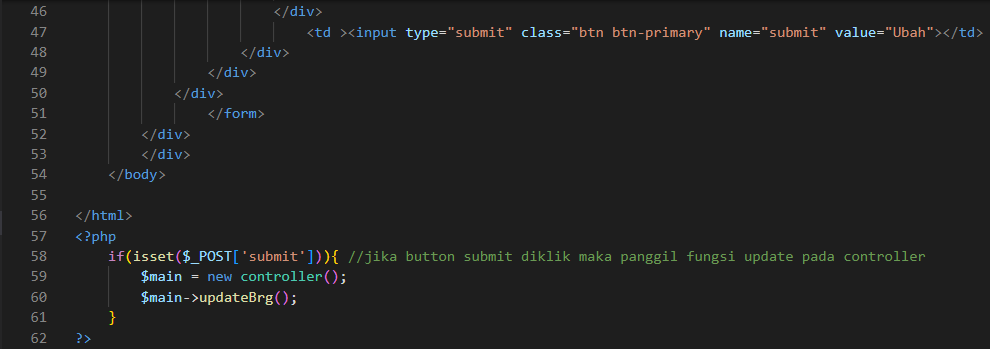 46                         </div>
47                             <td ><input type="submit" class="btn btn-primary" name="submit" value="Ubah"></td>
48                     </div>
49                 </div>
50             </div>
51                 </form>
52         </div>
53         </div>
54     </body>
55
56 </html>
57 <?php
58     if(isset($_POST['submit'])){ //jika button submit diklik maka panggil fungsi update pada controller
59         $main = new controller();
60         $main->updateBrg();
61     }
62 ?>